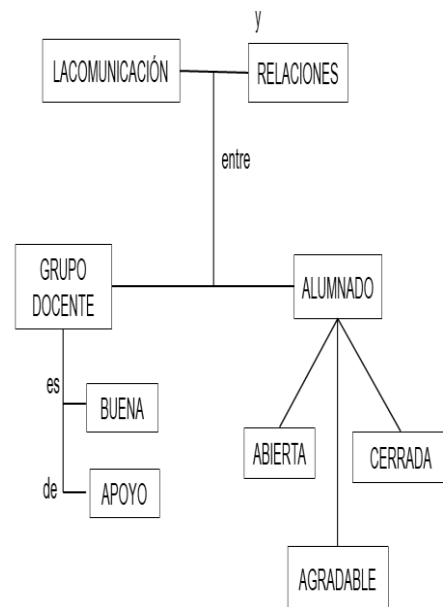 y
LACOMUNICACIÓN
RELACIONES
entre
GRUPO
DOCENTE
ALUMNADO
es
BUENA
de
APOYO
ABIERTA
CERRADA
AGRADABLE